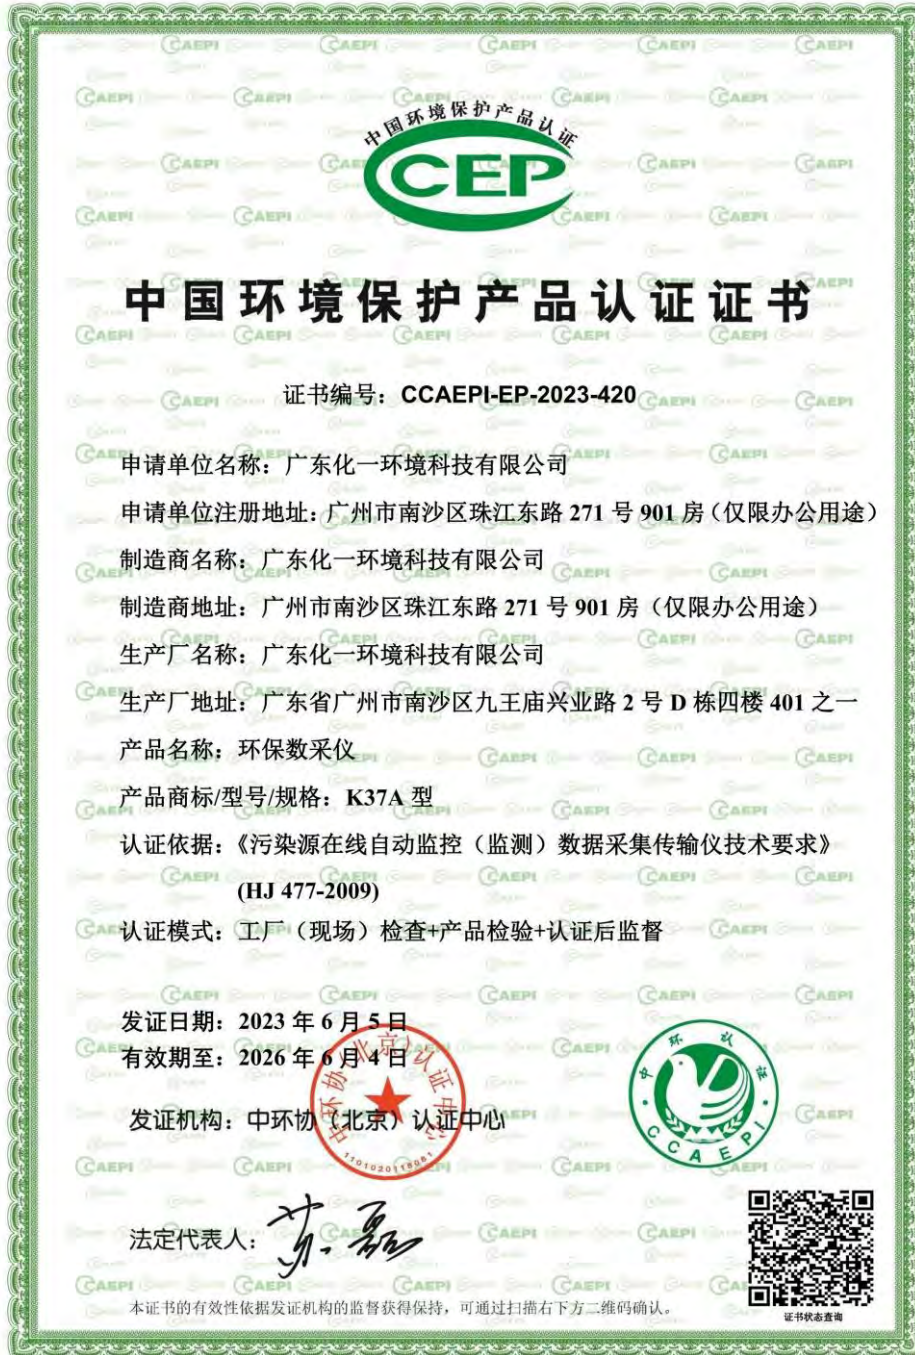 中国环境保护产品认证
CEP
中国环境保护产品认证证书
证书编号：CCAEPI-EP-2023-420
申请单位名称：广东化一环境科技有限公司
申请单位注册地址：广州市南沙区珠江东路 271 号 901 房（仅限办公用途）
制造商名称：广东化一环境科技有限公司
制造商地址：广州市南沙区珠江东路 271 号 901 房（仅限办公用途）
生产厂名称：广东化一环境科技有限公司
生产厂地址：广东省广州市南沙区九王庙兴业路 2 号 D 栋四楼 401 之一
产品名称：环保数采仪
产品商标/型号/规格：K37A 型
认证依据：《污染源在线自动监控（监测）数据采集传输仪技术要求》
(HJ 477-2009)
认证模式：工厂（现场）检查+产品检验+认证后监督
发证日期：2023 年 6 月 5 日
有效期至：2026 年 6 月 4 日
发证机构：中环协（北京）认证中心
中环协(北京)认证中心
中环认证
CCAEPI
法定代表人：
证书状态查询
本证书的有效性依据发证机构的监督获得保持，可通过扫描右下方二维码确认。